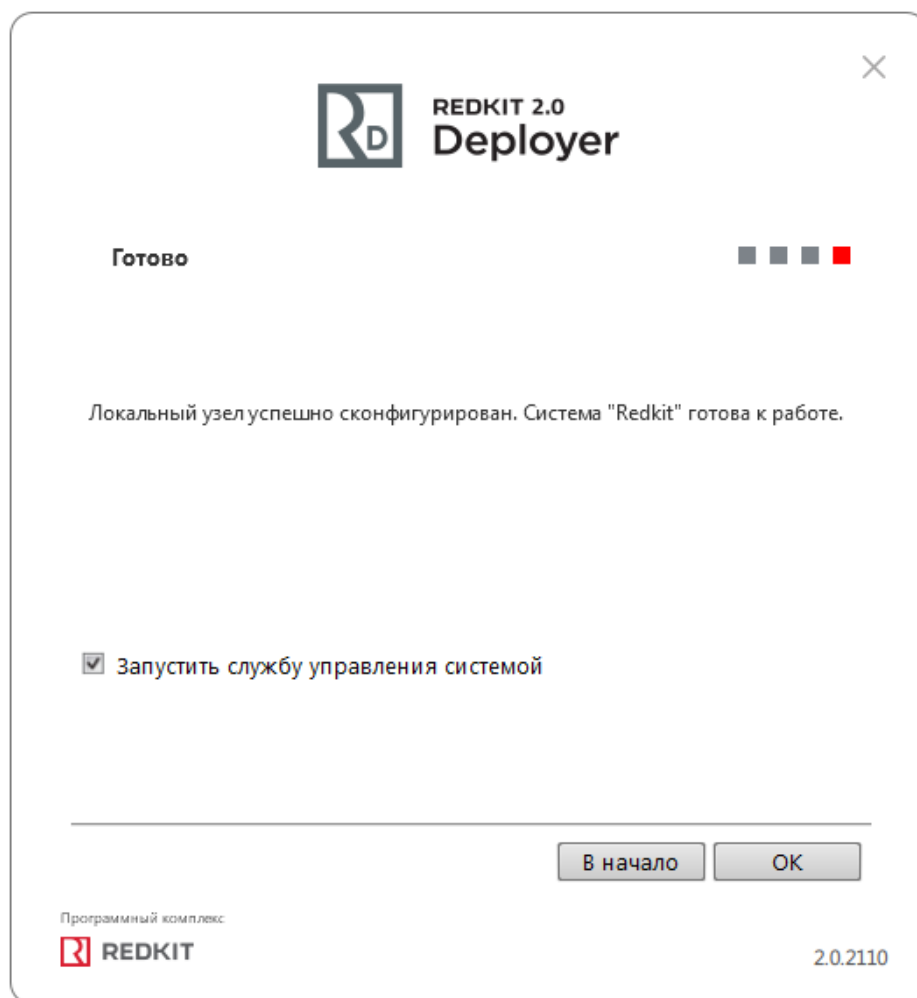 REDKIT 2.0
RD Deployer
Готово
Локальный узел успешно сконфигурирован. Система "Redkit" готова к работе.
Запустить службу управления системой
В начало OK
Программный комплекс
REDKIT
2.0.2110